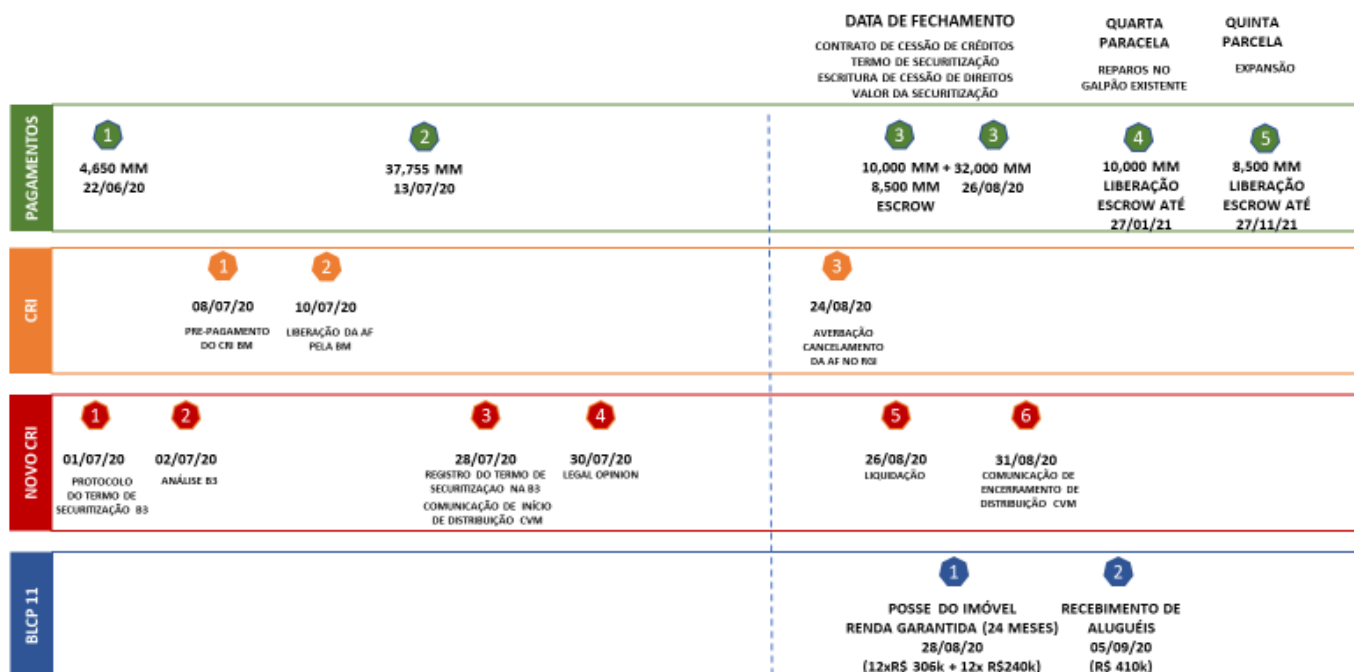 DATA DE FECHAMENTO
CONTRATO DE CESSÃO DE CRÉDITOS
TERMO DE SECURITIZAÇÃO
ESCRITURA DE CESSÃO DE DIREITOS
VALOR DA SECURITIZAÇÃO
QUARTA
PARACELA
REPAROS NO
GALPÃO EXISTENTE
QUINTA
PARCELA
EXPANSÃO
PAGAMENTOS
1
4,650 MM
22/06/20
2
37,755 MM
13/07/20
3
3
10,000 MM + 32,000 MM
8,500 MM
ESCROW
26/08/20
4
10,000 MM
LIBERAÇÃO
ESCROW ATÉ
27/01/21
5
8,500 MM
LIBERAÇÃO
ESCROW ATÉ
27/11/21
CRI
1
08/07/20
PRE-PAGAMENTO
DO CRI BM
2
10/07/20
LIBERAÇÃO DA AF
PELA BM
3
24/08/20
AVERBAÇÃO
CANCELAMENTO
DA AF NO RGI
NOVO CRI
1
01/07/20
PROTOCOLO
DO TERMO DE
SECURITIZAÇÃO B3
2
02/07/20
ANÁLISE B3
3
28/07/20
REGISTRO DO TERMO DE
SECURITIZAÇAO NA B3
COMUNICAÇÃO DE INÍCIO
DE DISTRIBUIÇÃO CVM
4
30/07/20
LEGAL OPINION
5
26/08/20
LIQUIDAÇÃO
6
31/08/20
COMUNICAÇÃO DE
ENCERRAMENTO DE
DISTRIBUIÇÃO CVM
BLCP 11
1
POSSE DO IMÓVEL
RENDA GARANTIDA (24 MESES)
28/08/20
(12xR$ 306k + 12x R$240k)
2
RECEBIMENTO DE
ALUGUÉIS
05/09/20
(R$ 410k)